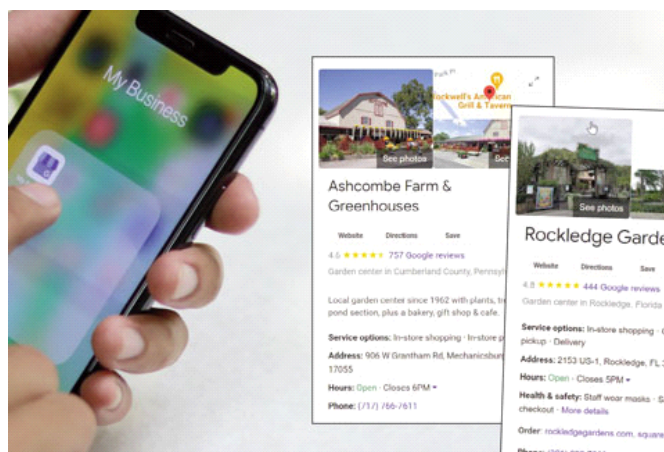 My Business
Park Pl
Rockwell's American
Grill & Tavern
See photos
See
Ashcombe Farm &
Greenhouses
Website Directions Save
4.6 757 Google reviews
Garden center in Cumberland County, Pennsylv
Local garden center since 1962 with plants, tr
pond section, plus a bakery, gift shop & cafe.
Service options: In-store shopping · In-store p
Address: 906 W Grantham Rd, Mechanicsbur
17055
Hours: Open · Closes 6PM
Phone: (717) 766-7611
See photos
Rockledge Garde
Website Directions Save
4.8 444 Google reviews
Garden center in Rockledge, Florida
Service options: In-store shopping ·
pickup · Delivery
Address: 2153 US-1, Rockledge, FL 3
Hours: Open · Closes 5PM
Health & safety: Staff wear masks · S
checkout · More details
Order: rockledgegardens.com, square